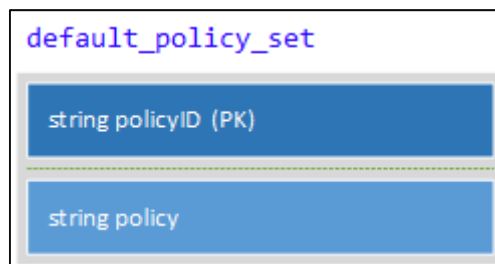 default_policy_set
string policyID (PK)
string policy